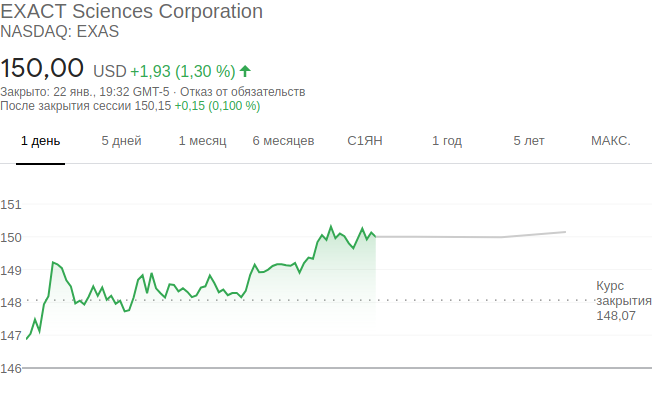 EXACT Sciences Corporation
NASDAQ: EXAS
150,00 USD +1,93 (1,30 %)
Закрыто: 22 янв., 19:32 GMT-5 · Отказ от обязательств
После закрытия сессии 150,15 +0,15 (0,100 %)
1 день 5 дней 1 месяц 6 месяцев С1ЯН 1 год 5 лет МАКС.
151
150
149
Курс
148 закрытия
148,07
147
146